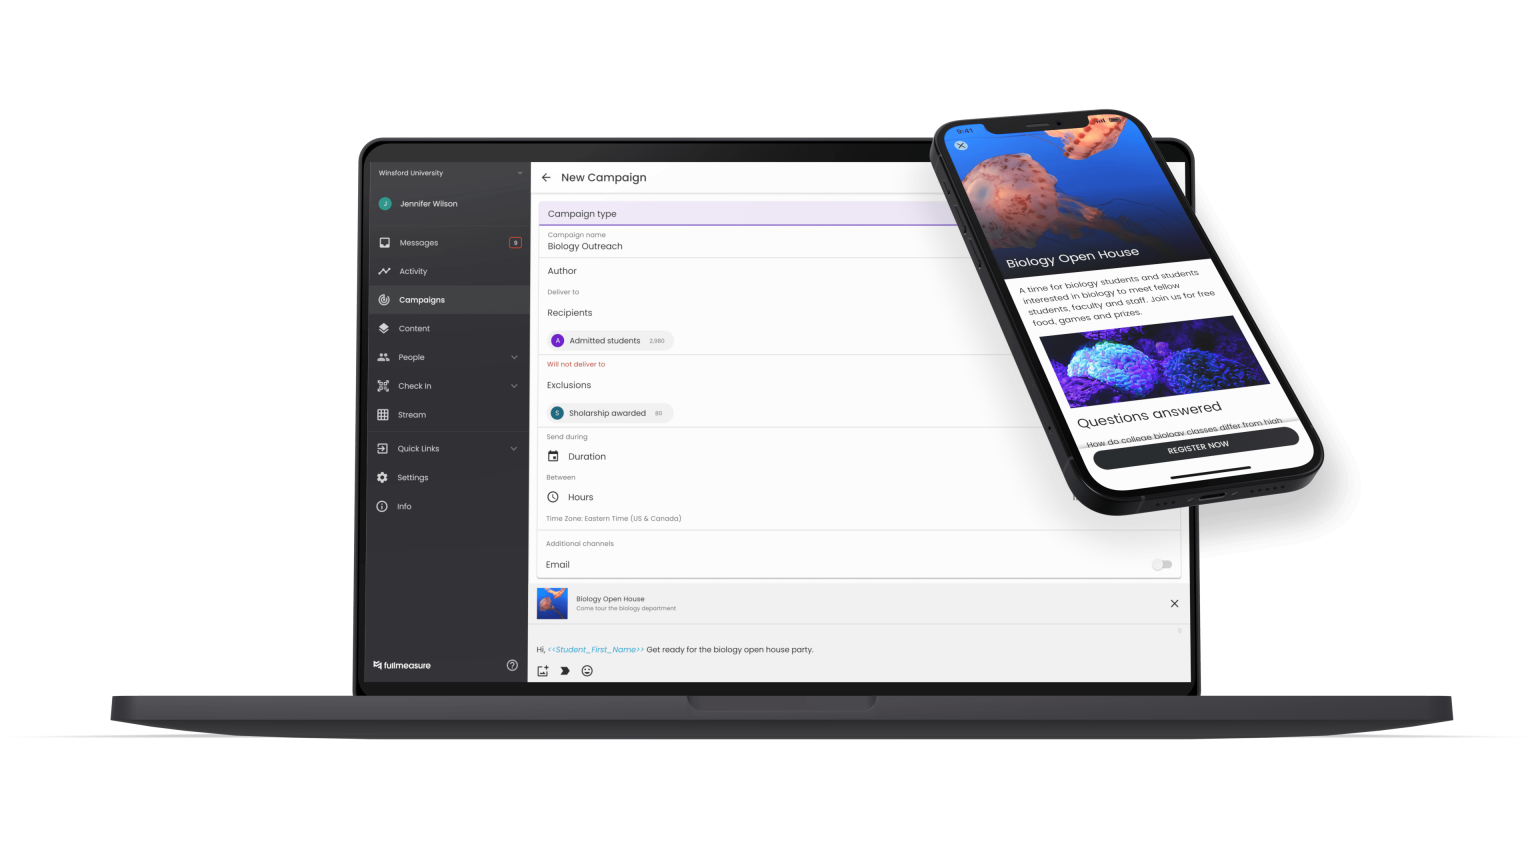 Winsford University
J Jennifer Wilson
Messages 9
Activity
Campaigns
Content
People
Check In
Stream
Quick Links
Settings
Info
fullmeasure
New Campaign
Campaign type
Campaign name
Biology Outreach
Author
Deliver to
Recipients
A Admitted students 2,980
Will not deliver to
Exclusions
S Sholarship awarded 80
Send during
Duration
Between
Hours
Time Zone: Eastern Time (US & Canada)
Additional channels
Email
Biology Open House
Come tour the biology department
Hi, <<Student_First_Name>> Get ready for the biology open house party.
9:41
Biology Open House
A time for biology students and students
interested in biology to meet fellow
students, faculty and staff. Join us for free
food, games and prizes.
Questions answered
How do college biology classes differ from high
REGISTER NOW